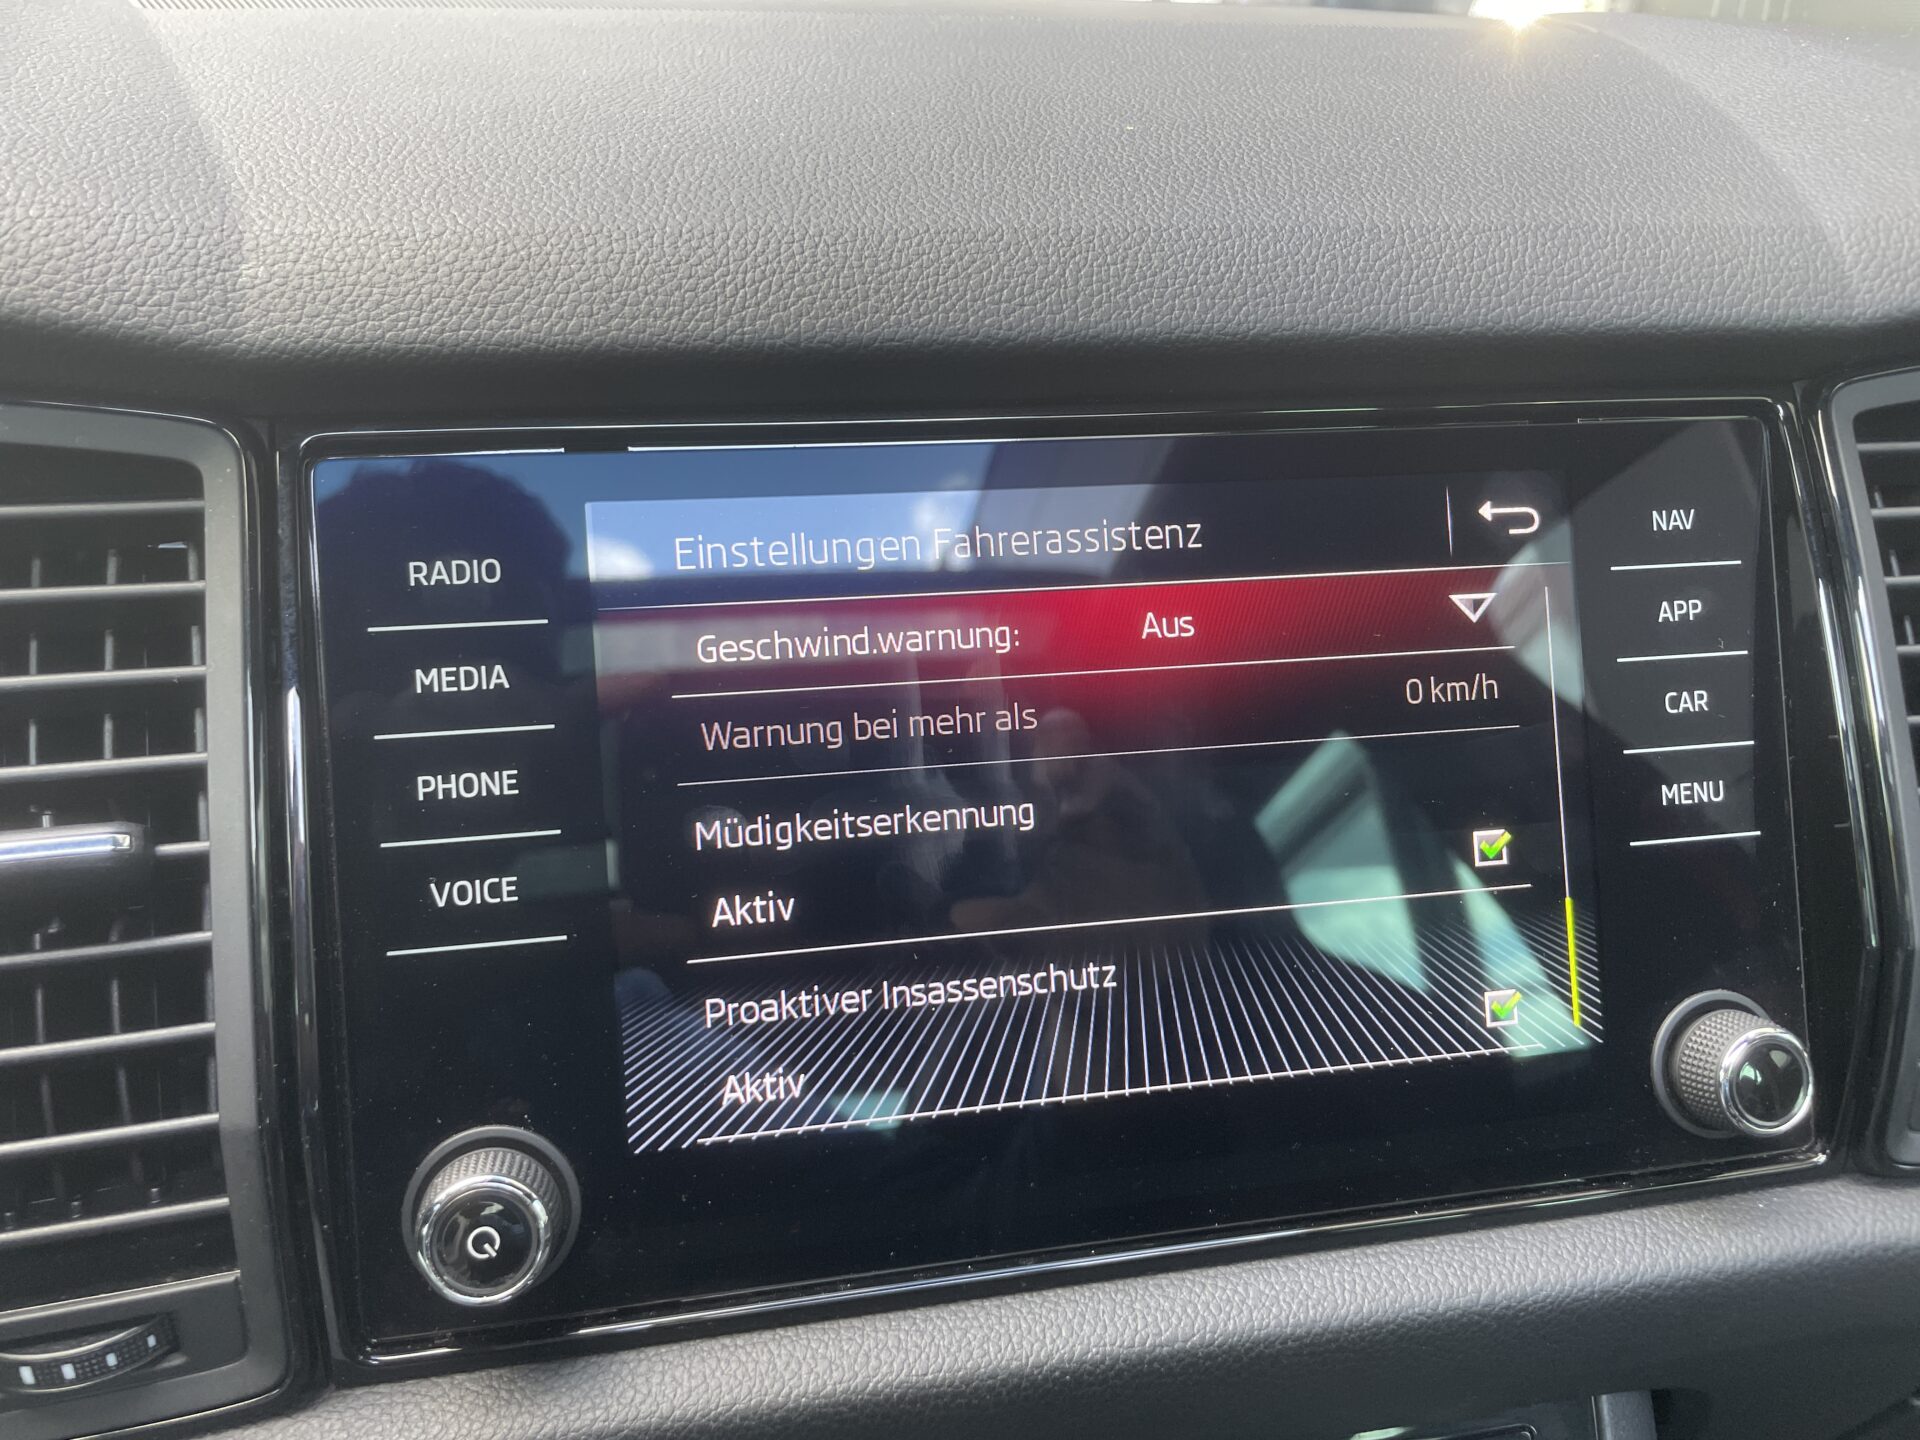 Einstellungen Fahrerassistenz
Geschwind.warnung: Aus
Warnung bei mehr als 0 km/h
Müdigkeitserkennung
Aktiv
Proaktiver Insassenschutz
Aktiv
RADIO
MEDIA
PHONE
VOICE
NAV
APP
CAR
MENU